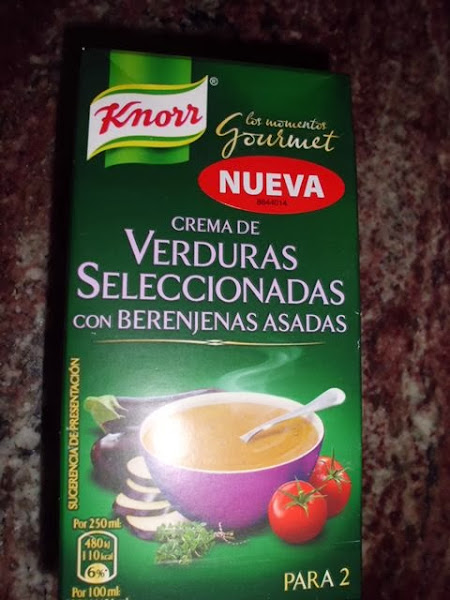 Knorr®
los momentos
Gourmet
NUEVA
8644014
CREMA DE
VERDURAS
SELECCIONADAS
CON BERENJENAS ASADAS
SUGERENCIA DE PRESENTACIÓN
Por 250 ml:
480 kJ
110 kcal
6%
Por 100 ml:
PARA 2